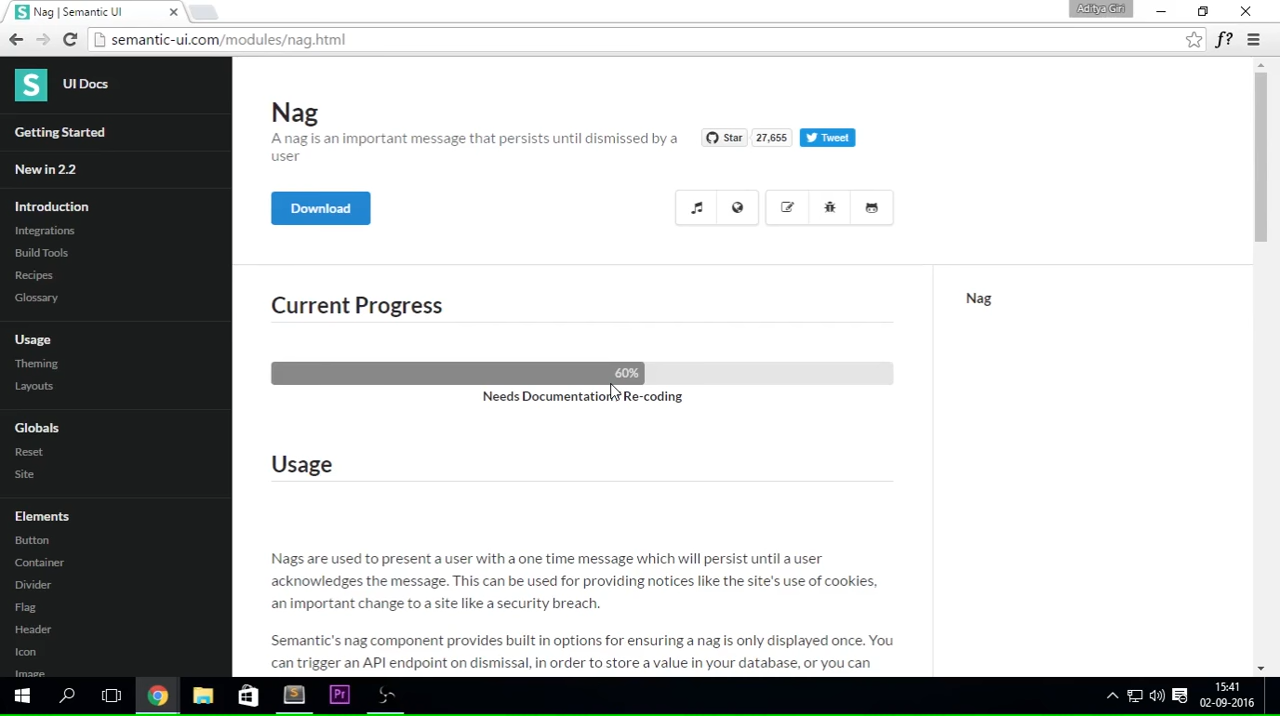 Nag | Semantic UI
Aditya Giri
semantic-ui.com/modules/nag.html
f?
S
UI Docs
Getting Started
New in 2.2
Introduction
Integrations
Build Tools
Recipes
Glossary
Usage
Theming
Layouts
Globals
Reset
Site
Elements
Button
Container
Divider
Flag
Header
Icon
Image
Nag
A nag is an important message that persists until dismissed by a
user
Star
27,655
Tweet
Download
Current Progress
60%
Needs Documentation, Re-coding
Nag
Usage
Nags are used to present a user with a one time message which will persist until a user
acknowledges the message. This can be used for providing notices like the site's use of cookies,
an important change to a site like a security breach.
Semantic's nag component provides built in options for ensuring a nag is only displayed once. You
can trigger an API endpoint on dismissal, in order to store a value in your database, or you can
S
Pr
15:41
02-09-2016